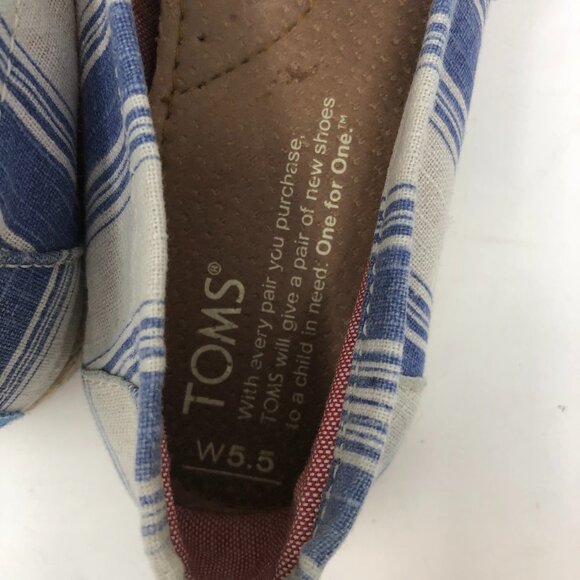 TOMS®
With every pair you purchase,
TOMS will give a pair of new shoes
to a child in need. One for One.™
W5.5